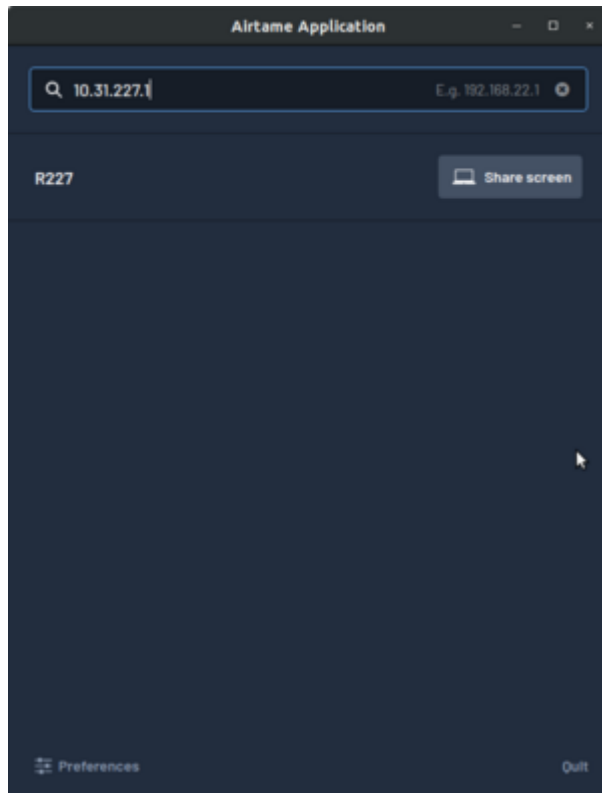 Airtame Application
10.31.227.1 E.g. 192.168.22.1
R227 Share screen
Preferences Quit